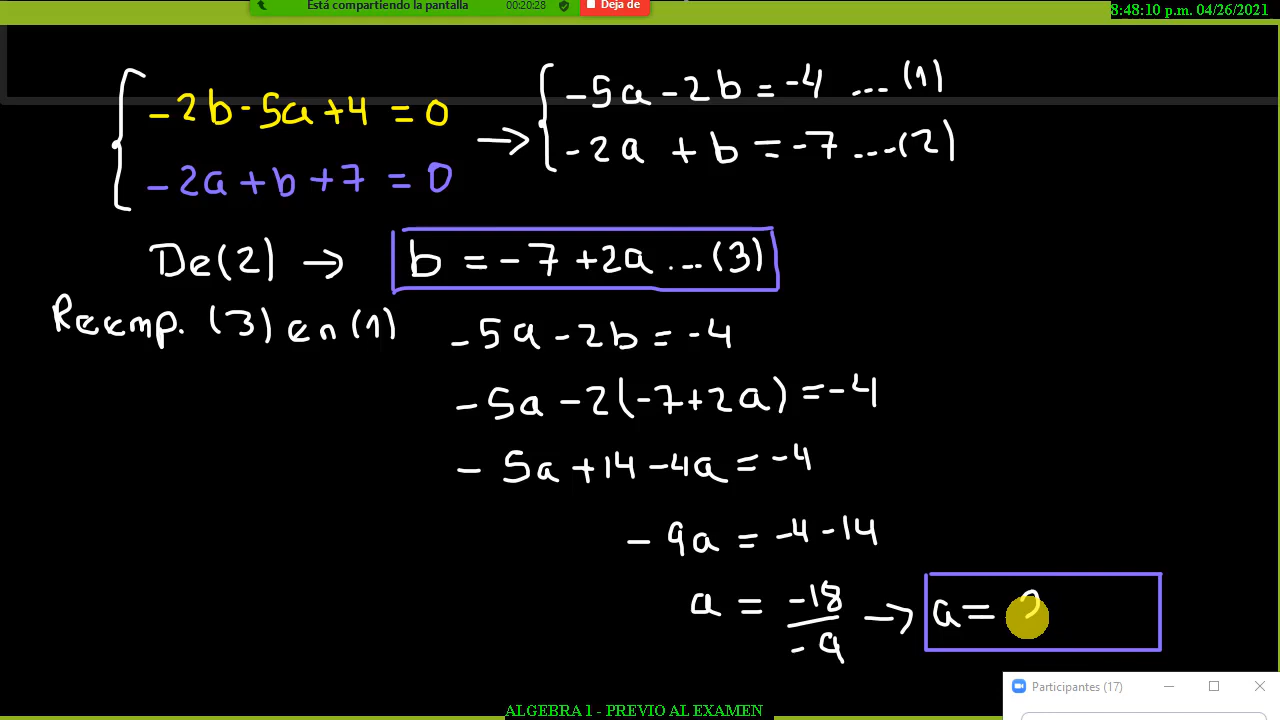 Está compartiendo la pantalla 00:20:28 Deja de
8:48:10 p.m. 04/26/2021
-2b-5a+4=0 → -5a-2b=-4 ...(1)
-2a+b+7=0 -2a+b=-7 ...(2)
De(2) → b=-7+2a...(3)
Reemp. (3) en (1) -5a-2b=-4
-5a-2(-7+2a)=-4
-5a+14-4a=-4
-9a=-4-14
a = -18/-9 → a=
Participantes (17)
ALGEBRA 1 - PREVIO AL EXAMEN